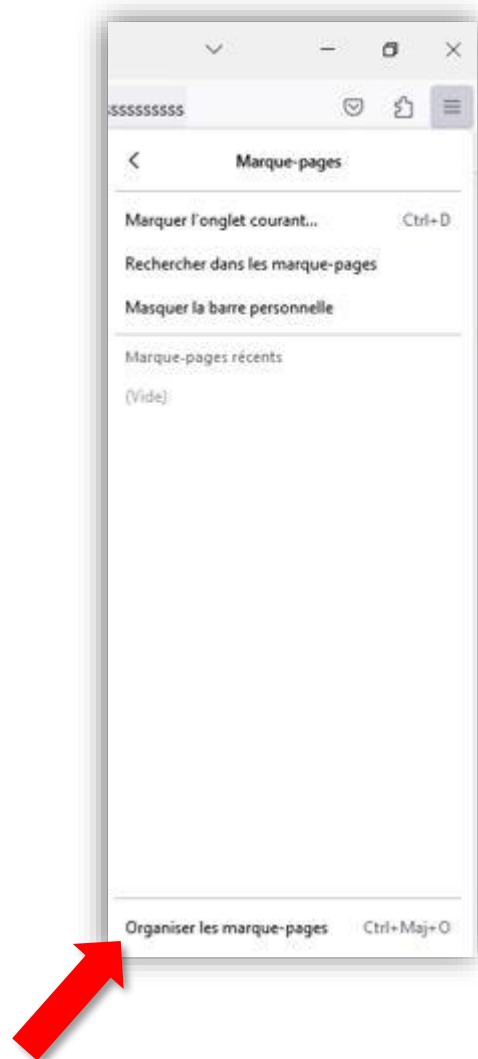 ssssssssss
Marque-pages
Marquer l'onglet courant... Ctrl+D
Rechercher dans les marque-pages
Masquer la barre personnelle
Marque-pages récents
(Vide)
Organiser les marque-pages Ctrl+Maj+O